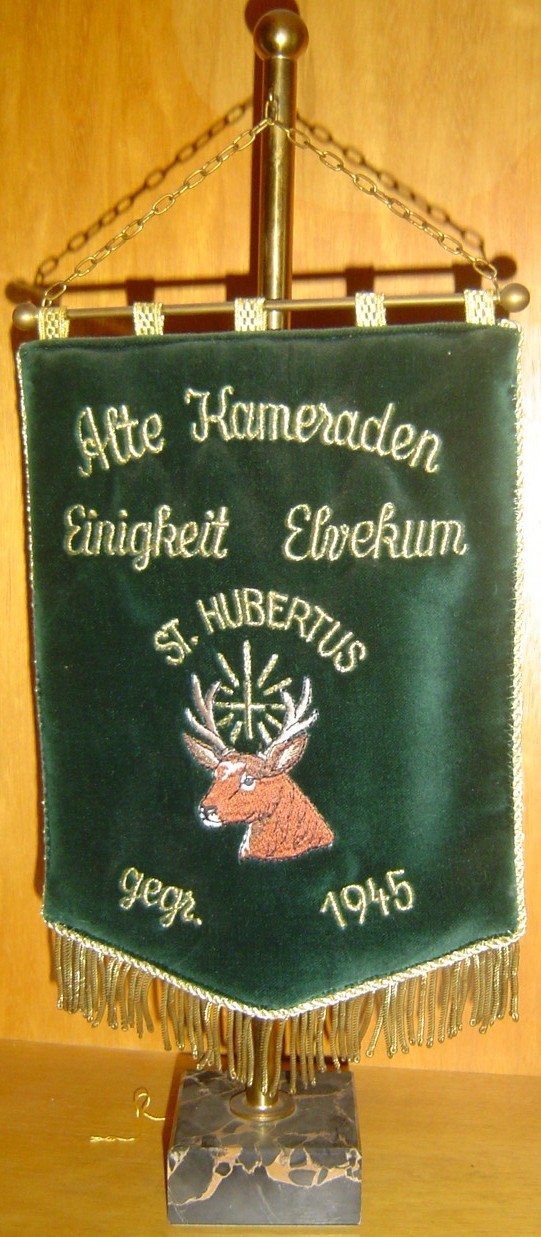 Alte Kameraden
Einigkeit Elvekum
ST. HUBERTUS
gegr. 1945